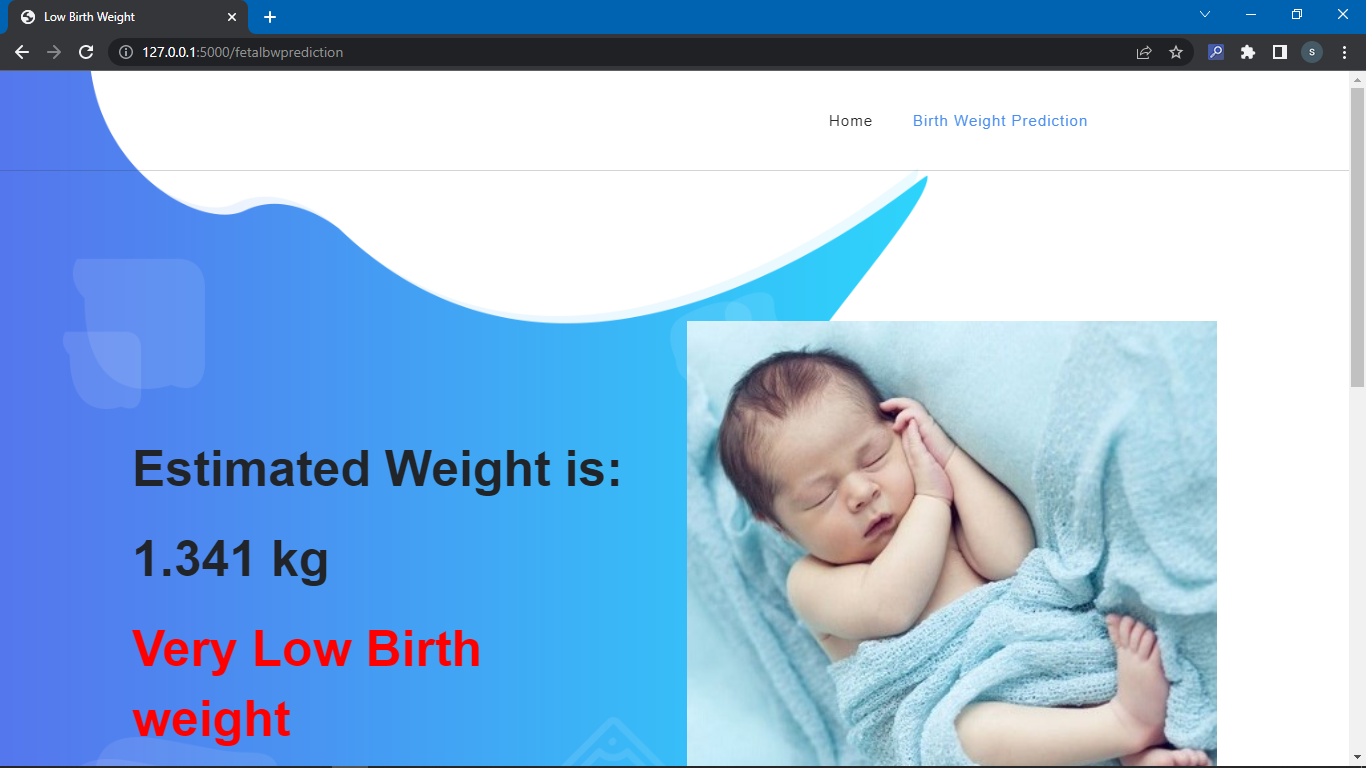 Low Birth Weight
127.0.0.1:5000/fetalbwprediction
s
Home
Birth Weight Prediction
Estimated Weight is:
1.341 kg
Very Low Birth
weight